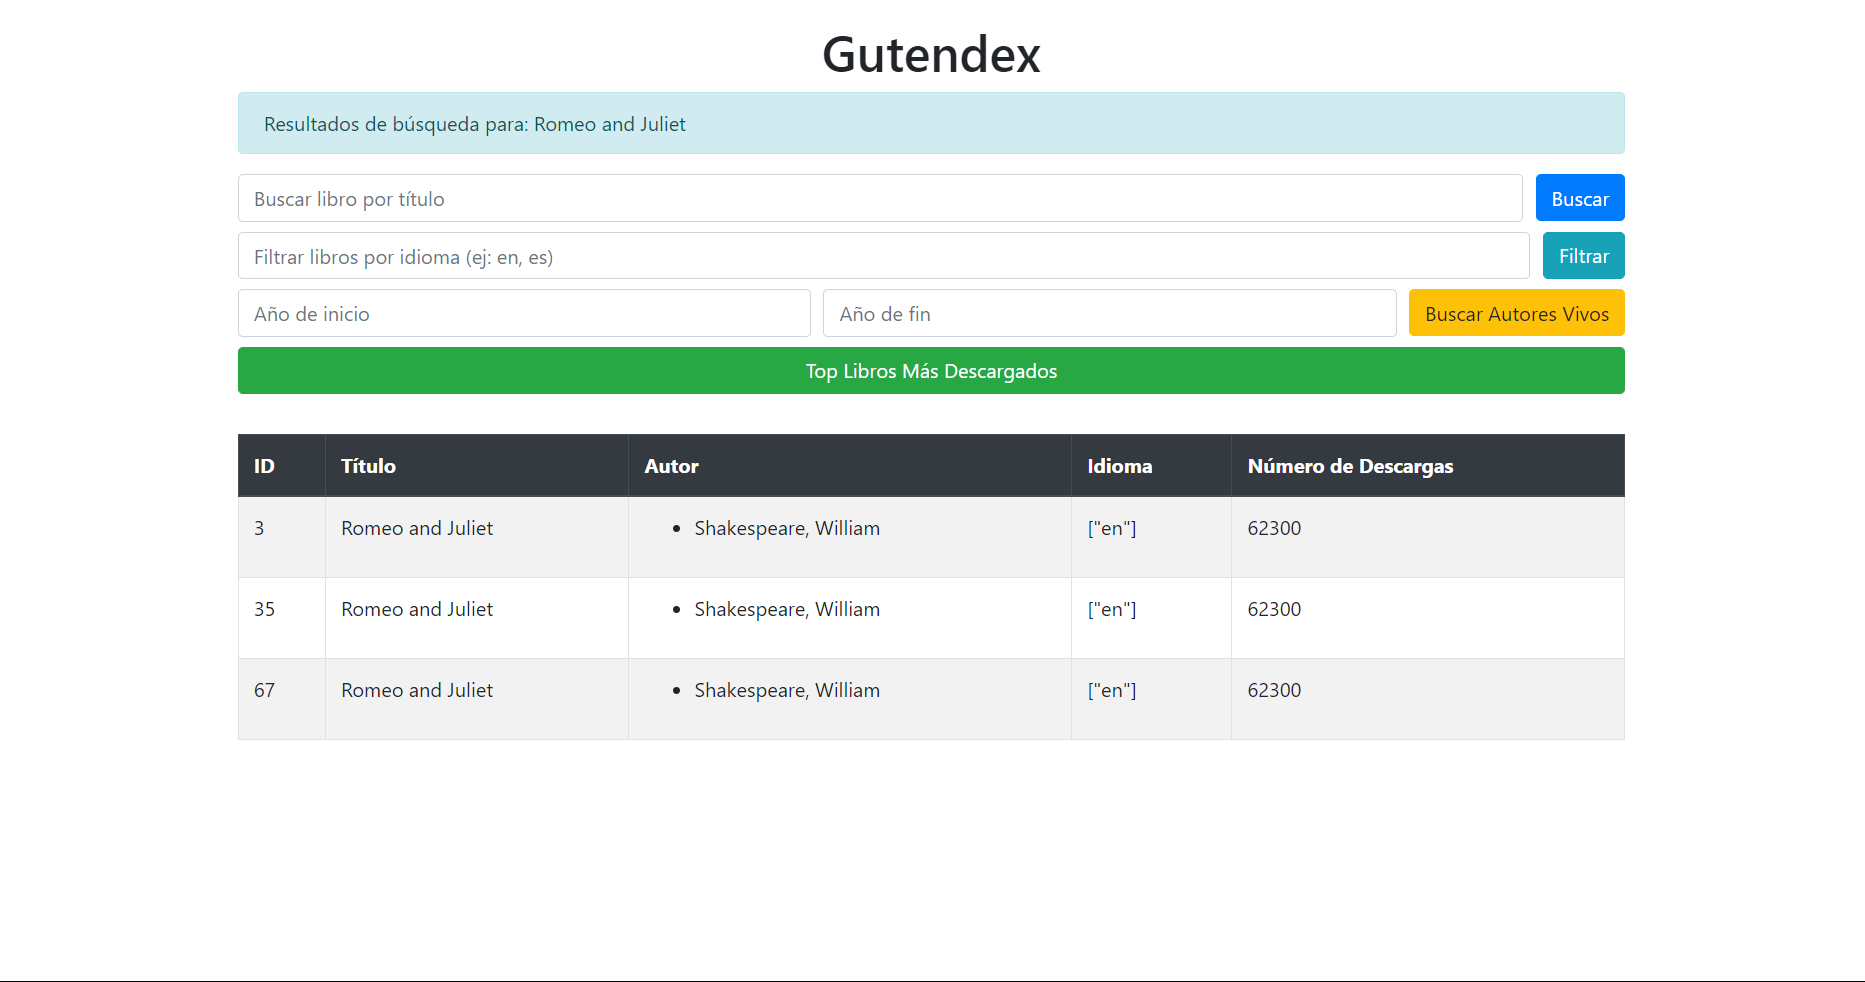 Gutendex
Resultados de búsqueda para: Romeo and Juliet
Buscar libro por título
Buscar
Filtrar libros por idioma (ej: en, es)
Filtrar
Año de inicio
Año de fin
Buscar Autores Vivos
Top Libros Más Descargados
ID Título Autor Idioma Número de Descargas
3 Romeo and Juliet • Shakespeare, William ["en"] 62300
35 Romeo and Juliet • Shakespeare, William ["en"] 62300
67 Romeo and Juliet • Shakespeare, William ["en"] 62300